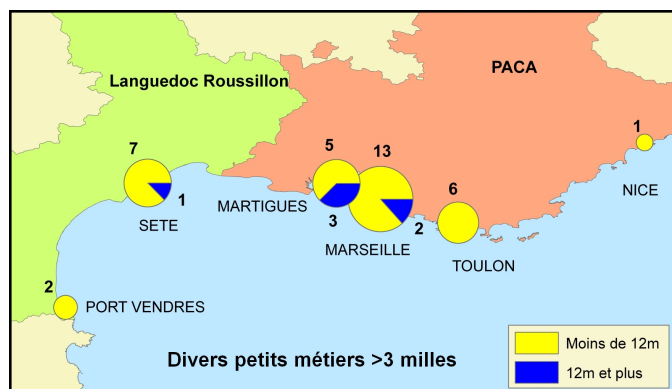 PACA
Languedoc Roussillon
1
7
5
13
6
NICE
1
MARTIGUES
SETE
3
2
MARSEILLE
TOULON
2
PORT VENDRES
Divers petits métiers >3 milles
Moins de 12m
12m et plus